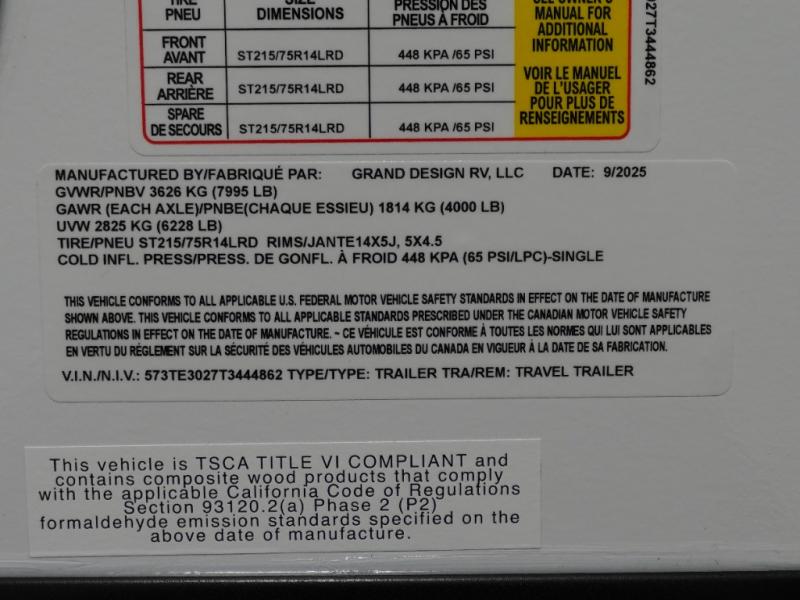 TIRE SIZE PRESSION DES SEE OWNER'S
PNEU DIMENSIONS PNEUS À FROID MANUAL FOR
ADDITIONAL
INFORMATION
FRONT
AVANT ST215/75R14LRD 448 KPA /65 PSI
REAR
ARRIÈRE ST215/75R14LRD 448 KPA /65 PSI
SPARE
DE SECOURS ST215/75R14LRD 448 KPA /65 PSI
VOIR LE MANUEL
DE L'USAGER
POUR PLUS DE
RENSEIGNEMENTS
027T3444862
MANUFACTURED BY/FABRIQUÉ PAR: GRAND DESIGN RV, LLC DATE: 9/2025
GVWR/PNBV 3626 KG (7995 LB)
GAWR (EACH AXLE)/PNBE(CHAQUE ESSIEU) 1814 KG (4000 LB)
UVW 2825 KG (6228 LB)
TIRE/PNEU ST215/75R14LRD RIMS/JANTE14X5J, 5X4.5
COLD INFL. PRESS/PRESS. DE GONFL. À FROID 448 KPA (65 PSI/LPC)-SINGLE
THIS VEHICLE CONFORMS TO ALL APPLICABLE U.S. FEDERAL MOTOR VEHICLE SAFETY STANDARDS IN EFFECT ON THE DATE OF MANUFACTURE
SHOWN ABOVE. THIS VEHICLE CONFORMS TO ALL APPLICABLE STANDARDS PRESCRIBED UNDER THE CANADIAN MOTOR VEHICLE SAFETY
REGULATIONS IN EFFECT ON THE DATE OF MANUFACTURE. ~ CE VÉHICULE EST CONFORME À TOUTES LES NORMES QUI LUI SONT APPLICABLES
EN VERTU DU RÉGLEMENT SUR LA SÉCURITÉ DES VÉHICULES AUTOMOBILES DU CANADA EN VIGUEUR À LA DATE DE SA FABRICATION.
V.I.N./N.I.V.: 573TE3027T3444862 TYPE/TYPE: TRAILER TRA/REM: TRAVEL TRAILER
This vehicle is TSCA TITLE VI COMPLIANT and
contains composite wood products that comply
with the applicable California Code of Regulations
Section 93120.2(a) Phase 2 (P2)
formaldehyde emission standards specified on the
above date of manufacture.